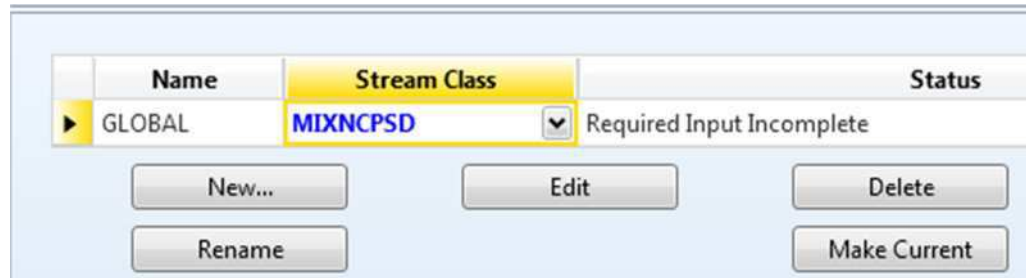 Name Stream Class Status
GLOBAL MIXNCPSD Required Input Incomplete
New... Edit Delete
Rename Make Current